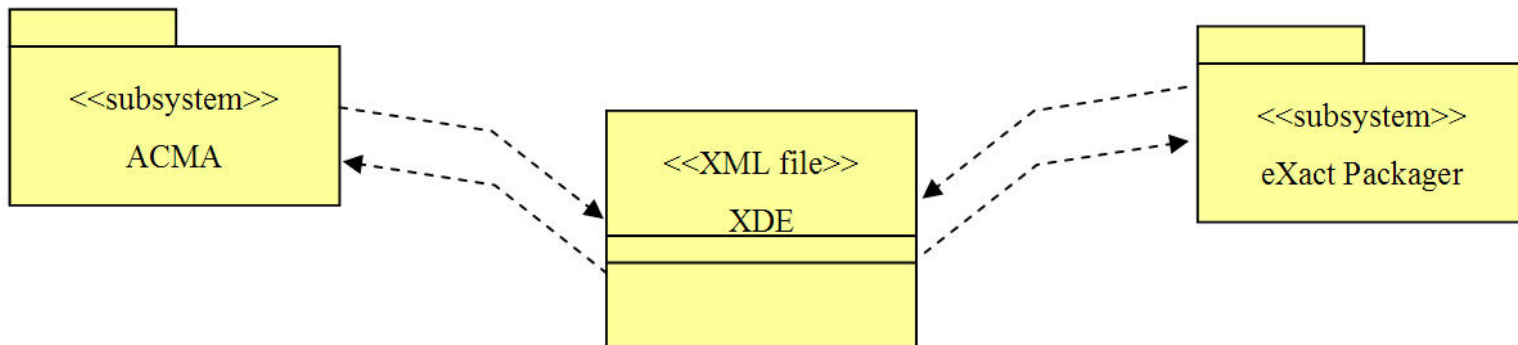 <<subsystem>>
ACMA
<<XML file>>
XDE
<<subsystem>>
eXact Packager